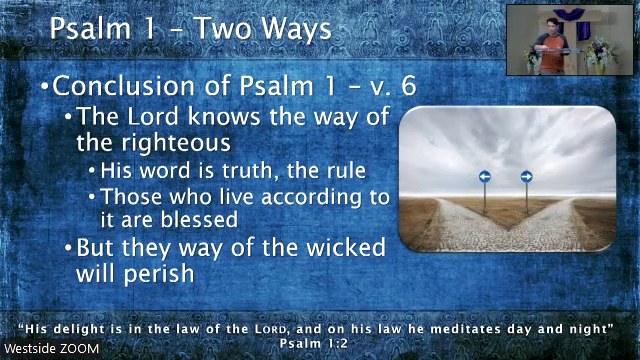 Psalm 1 – Two Ways
•Conclusion of Psalm 1 – v. 6
•The Lord knows the way of
the righteous
•His word is truth, the rule
•Those who live according to
it are blessed
•But they way of the wicked
will perish
“His delight is in the law of the LORD, and on his law he meditates day and night”
Psalm 1:2
Westside ZOOM